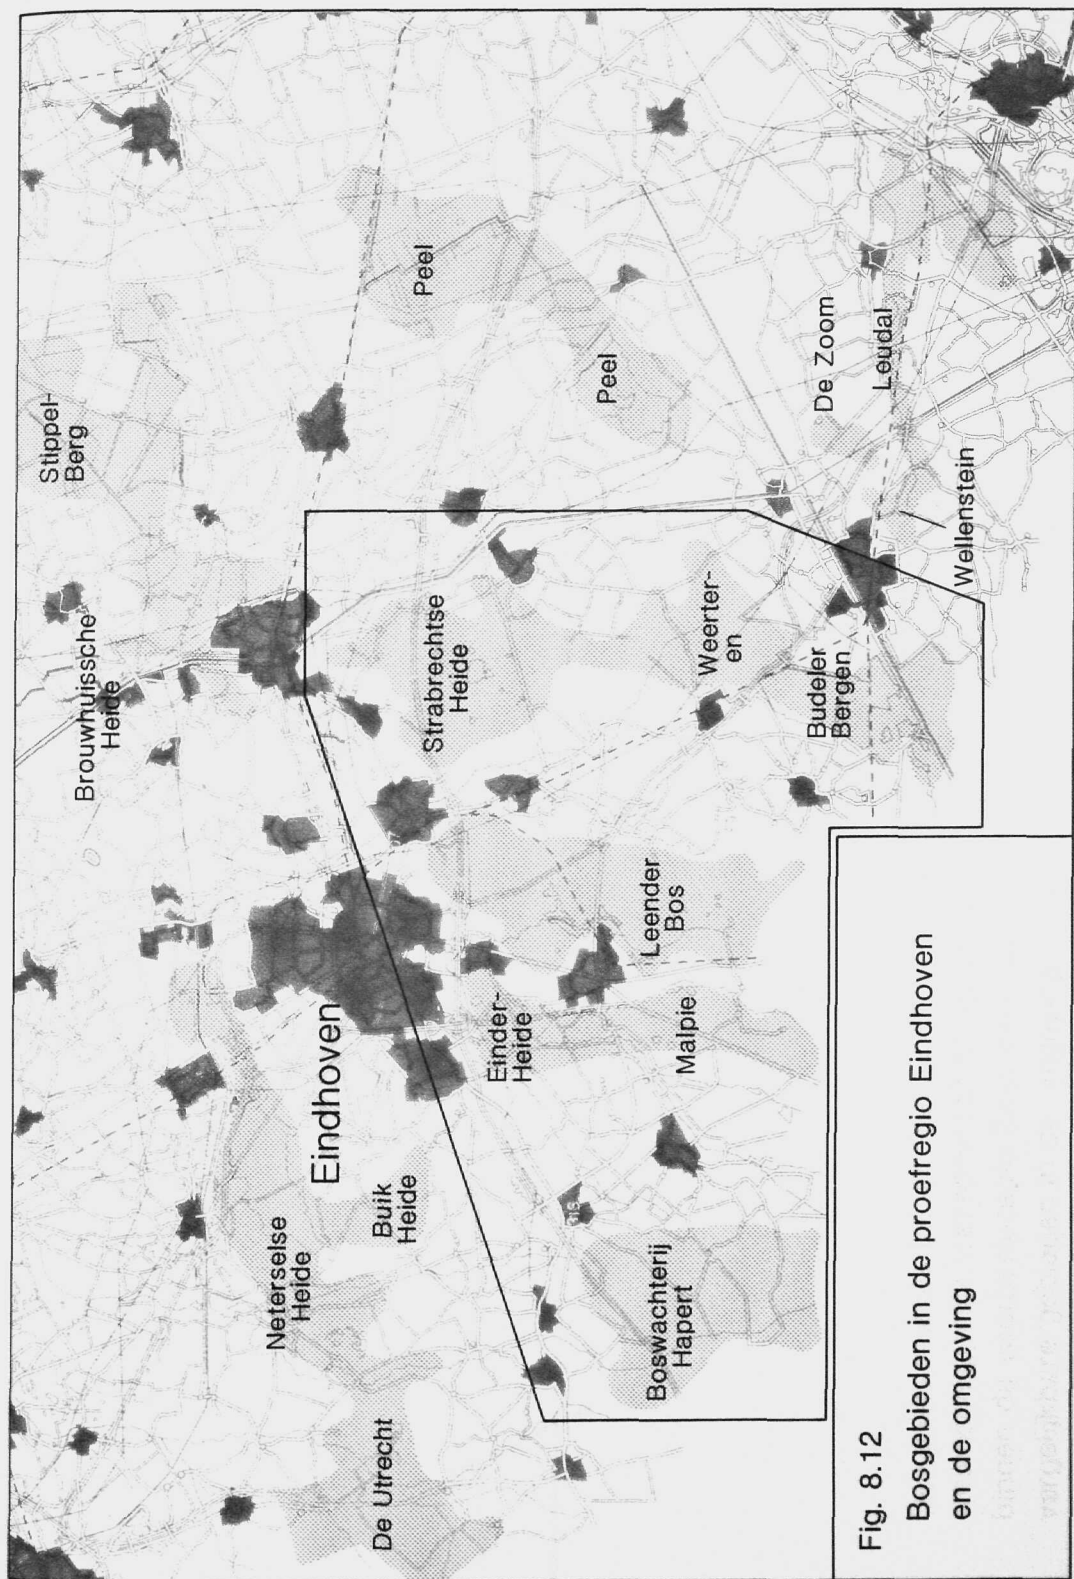 Stippel-
Berg
Brouwhuissche
Heide
Peel
Peel
De Zoom
Leudal
Wellenstein
Strabrechtse
Heide
Weerter-
en
Budeler
Bergen
Leender
Bos
Malpie
Einder-
Heide
Eindhoven
Buik
Heide
Neterselse
Heide
Boswachterij
Hapert
De Utrecht
Fig. 8.12
Bosgebieden in de proefregio Eindhoven
en de omgeving